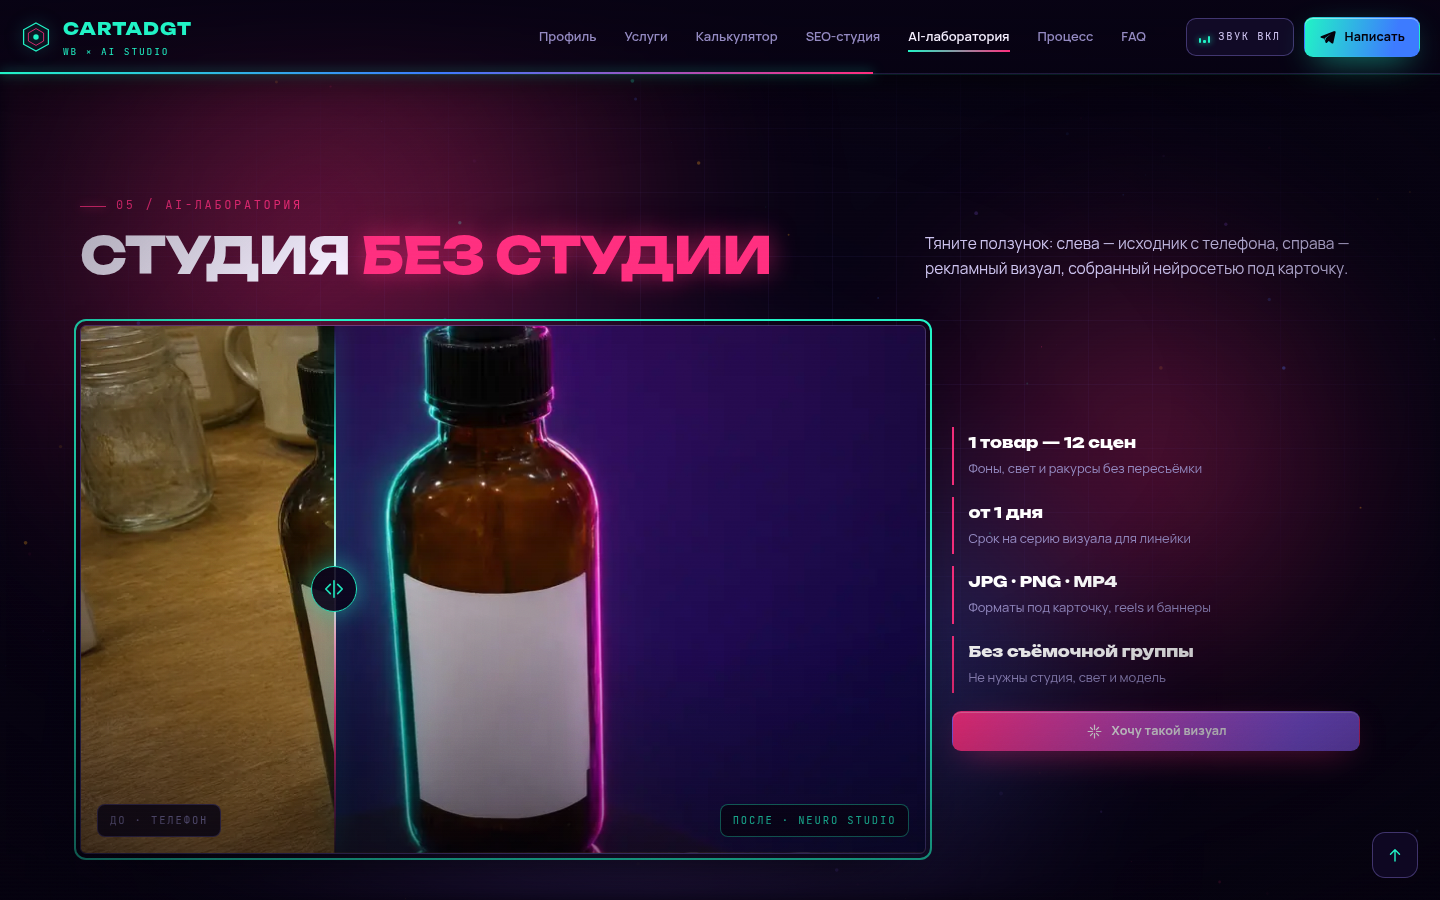 CARTADGT
WB × AI STUDIO
Профиль
Услуги
Калькулятор
SEO-студия
AI-лаборатория
Процесс
FAQ
ЗВУК ВКЛ
Написать
05 / AI-ЛАБОРАТОРИЯ
СТУДИЯ БЕЗ СТУДИИ
Тяните ползунок: слева — исходник с телефона, справа —
рекламный визуал, собранный нейросетью под карточку.
1 товар — 12 сцен
Фоны, свет и ракурсы без пересъёмки
от 1 дня
Срок на серию визуала для линейки
JPG · PNG · MP4
Форматы под карточку, reels и баннеры
Без съёмочной группы
Не нужны студия, свет и модель
Хочу такой визуал
ДО · ТЕЛЕФОН
ПОСЛЕ · NEURO STUDIO